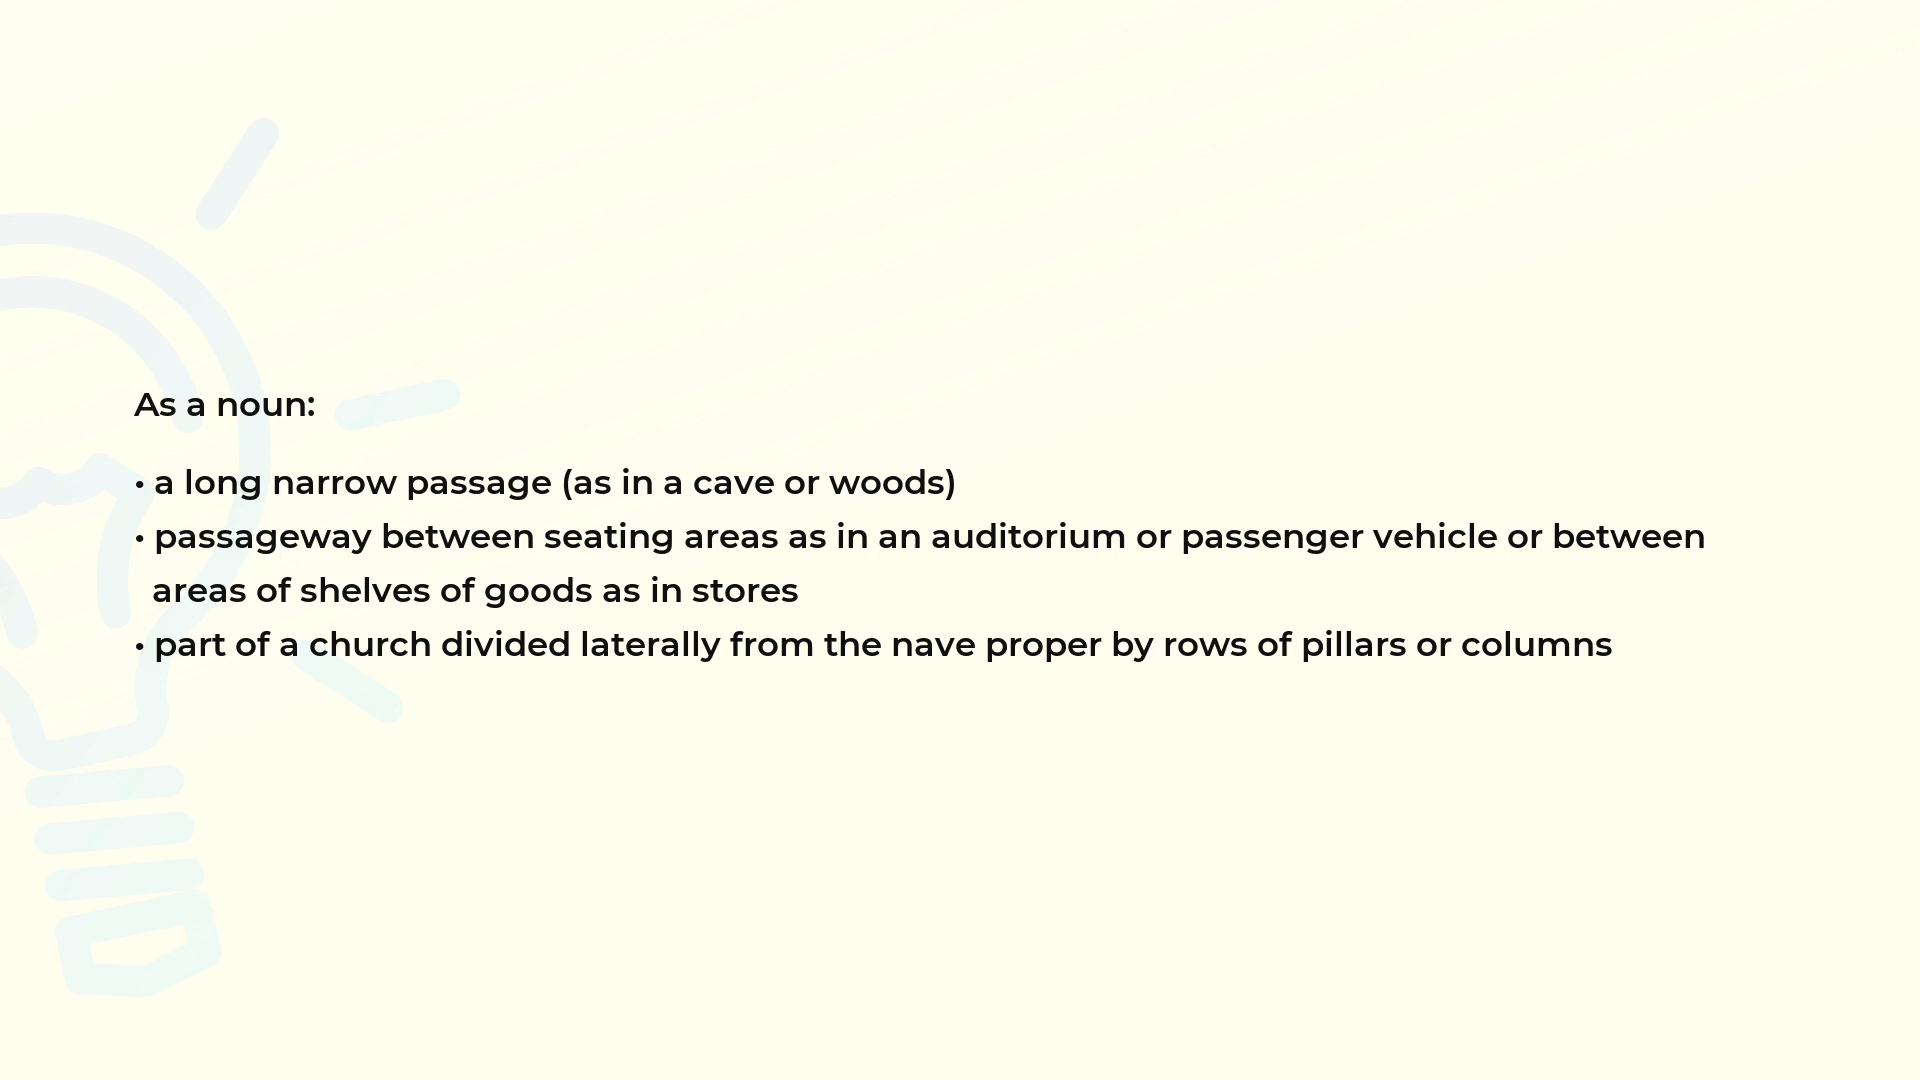 As a noun:
• a long narrow passage (as in a cave or woods)
• passageway between seating areas as in an auditorium or passenger vehicle or between
areas of shelves of goods as in stores
• part of a church divided laterally from the nave proper by rows of pillars or columns